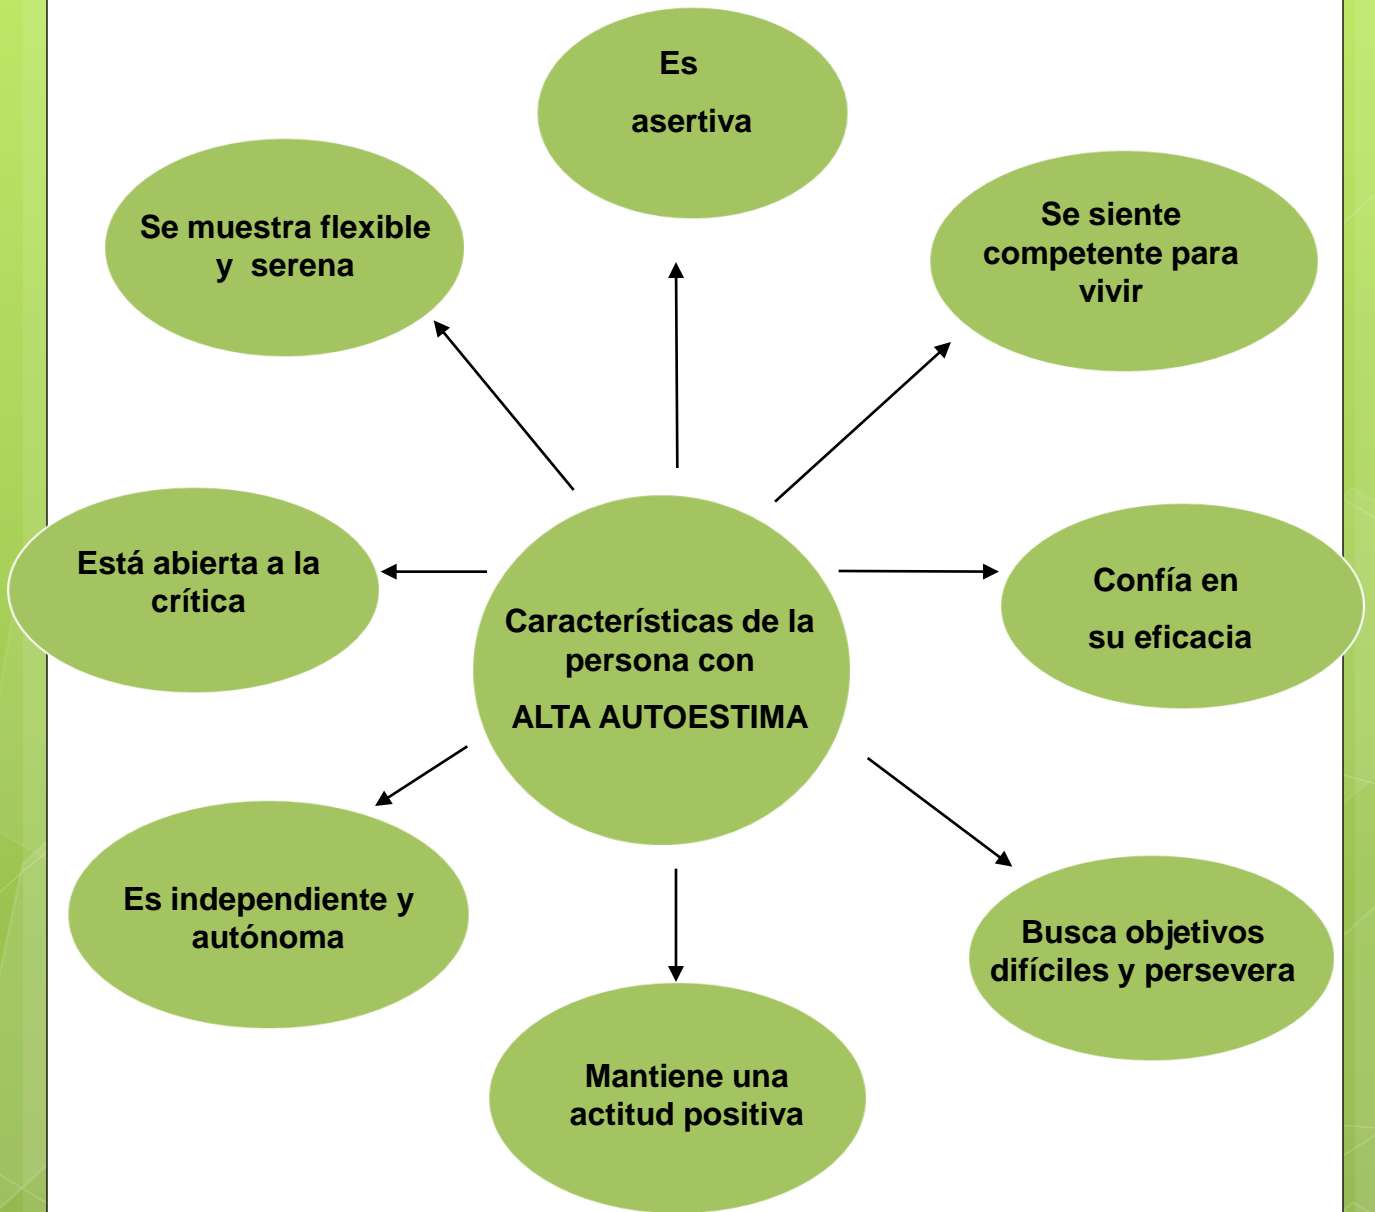 Es
asertiva
Se muestra flexible
y serena
Se siente
competente para
vivir
Está abierta a la
crítica
Confía en
su eficacia
Características de la
persona con
ALTA AUTOESTIMA
Es independiente y
autónoma
Busca objetivos
difíciles y persevera
Mantiene una
actitud positiva